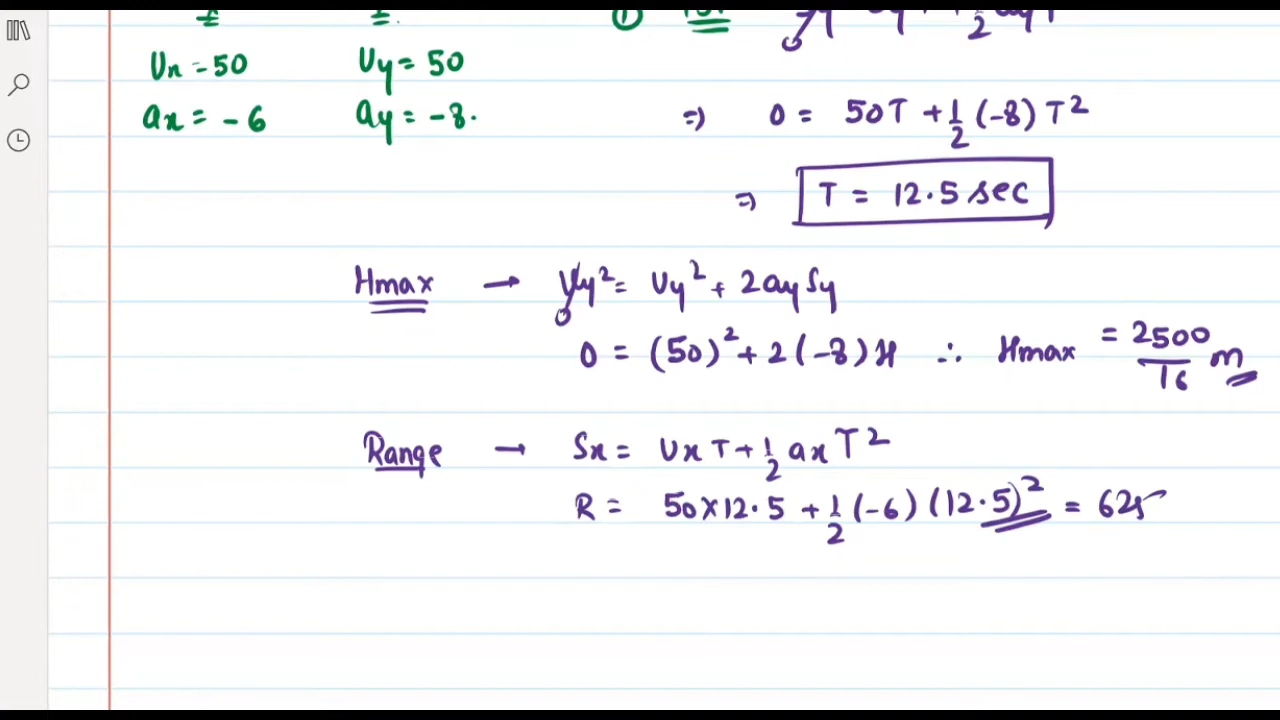 Ux = 50 Uy = 50
ax = -6 ay = -8.
⇒ 0 = 50T + 1/2 (-8) T²
⇒ T = 12.5 sec
Hmax → Vy² = Uy² + 2aySy
0
0 = (50)² + 2(-8)H ∴ Hmax = 2500/16 m
Range → Sx = UxT + 1/2 axT²
R = 50×12.5 + 1/2 (-6) (12.5)² = 625